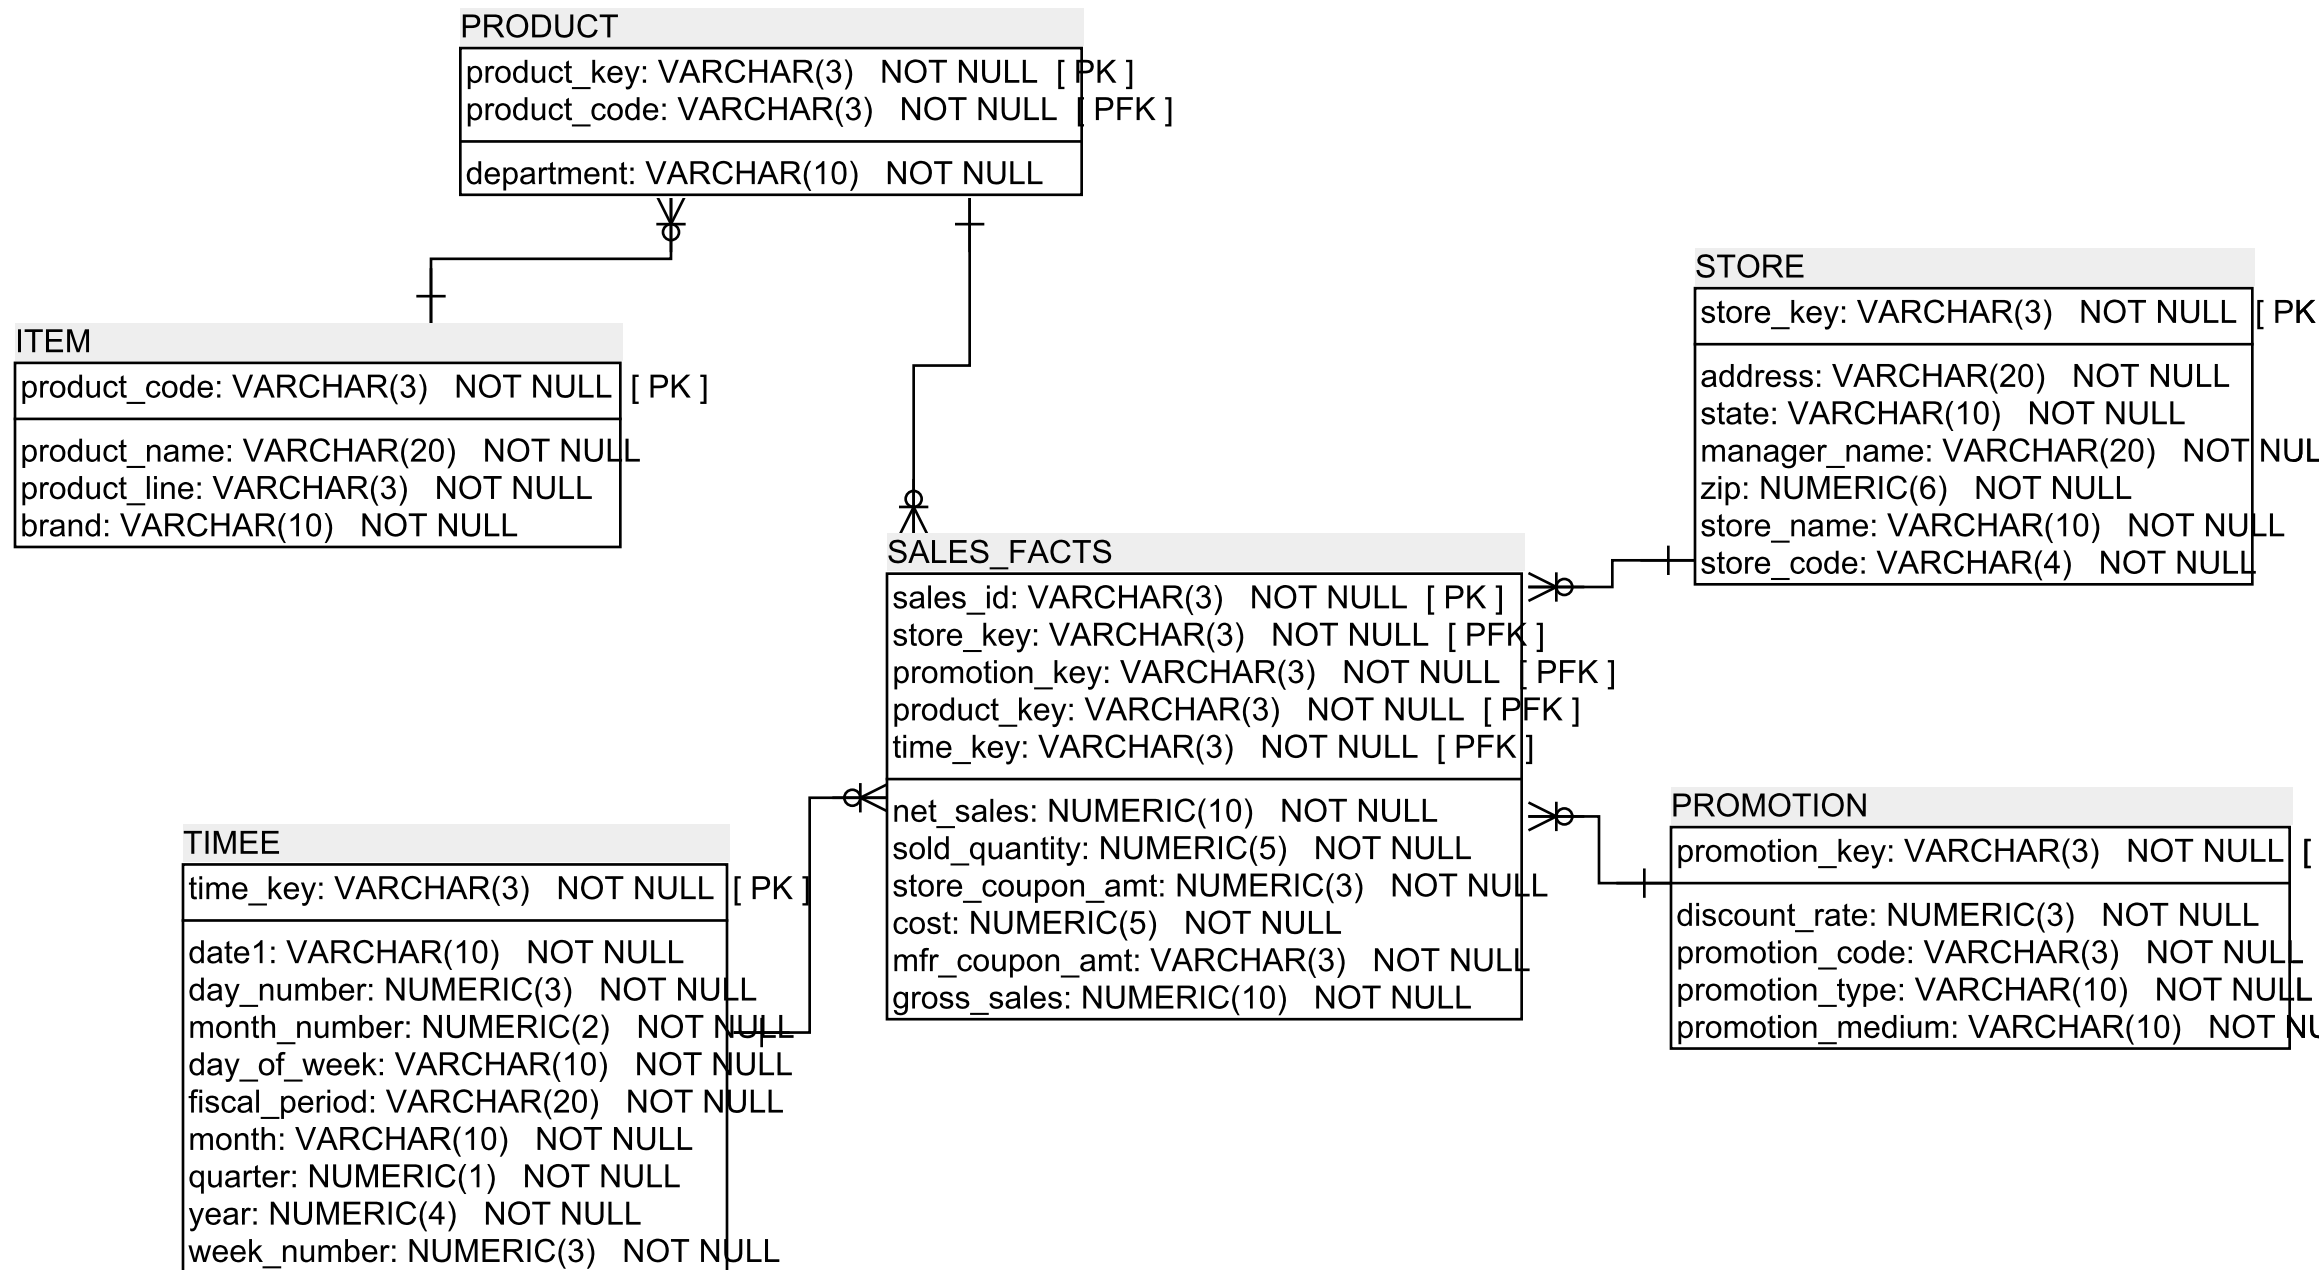 PRODUCT
product_key: VARCHAR(3) NOT NULL [ PK ]
product_code: VARCHAR(3) NOT NULL [ PFK ]
department: VARCHAR(10) NOT NULL
ITEM
product_code: VARCHAR(3) NOT NULL [ PK ]
product_name: VARCHAR(20) NOT NULL
product_line: VARCHAR(3) NOT NULL
brand: VARCHAR(10) NOT NULL
STORE
store_key: VARCHAR(3) NOT NULL [ PK
address: VARCHAR(20) NOT NULL
state: VARCHAR(10) NOT NULL
manager_name: VARCHAR(20) NOT NUL
zip: NUMERIC(6) NOT NULL
store_name: VARCHAR(10) NOT NULL
store_code: VARCHAR(4) NOT NULL
SALES_FACTS
sales_id: VARCHAR(3) NOT NULL [ PK ]
store_key: VARCHAR(3) NOT NULL [ PFK ]
promotion_key: VARCHAR(3) NOT NULL [ PFK ]
product_key: VARCHAR(3) NOT NULL [ PFK ]
time_key: VARCHAR(3) NOT NULL [ PFK ]
net_sales: NUMERIC(10) NOT NULL
sold_quantity: NUMERIC(5) NOT NULL
store_coupon_amt: NUMERIC(3) NOT NULL
cost: NUMERIC(5) NOT NULL
mfr_coupon_amt: VARCHAR(3) NOT NULL
gross_sales: NUMERIC(10) NOT NULL
TIMEE
time_key: VARCHAR(3) NOT NULL [ PK ]
date1: VARCHAR(10) NOT NULL
day_number: NUMERIC(3) NOT NULL
month_number: NUMERIC(2) NOT NULL
day_of_week: VARCHAR(10) NOT NULL
fiscal_period: VARCHAR(20) NOT NULL
month: VARCHAR(10) NOT NULL
quarter: NUMERIC(1) NOT NULL
year: NUMERIC(4) NOT NULL
week_number: NUMERIC(3) NOT NULL
PROMOTION
promotion_key: VARCHAR(3) NOT NULL [
discount_rate: NUMERIC(3) NOT NULL
promotion_code: VARCHAR(3) NOT NULL
promotion_type: VARCHAR(10) NOT NULL
promotion_medium: VARCHAR(10) NOT NU